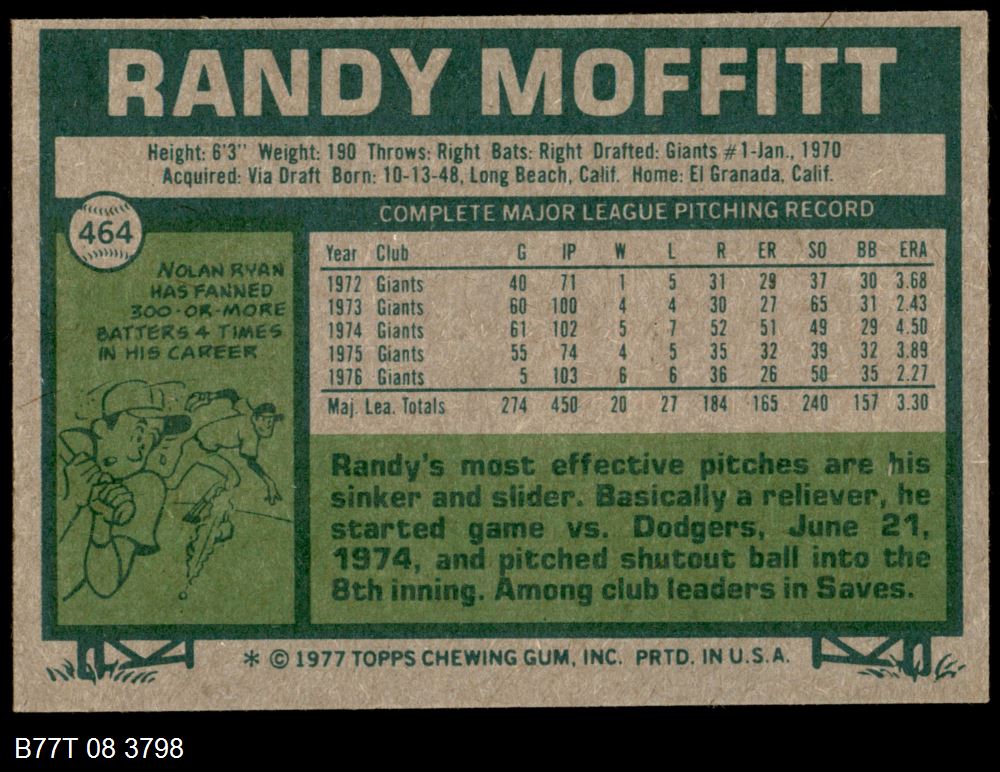 RANDY MOFFITT
Height: 6'3" Weight: 190 Throws: Right Bats: Right Drafted: Giants #1-Jan., 1970
Acquired: Via Draft Born: 10-13-48, Long Beach, Calif. Home: El Granada, Calif.
COMPLETE MAJOR LEAGUE PITCHING RECORD
464
NOLAN RYAN
HAS FANNED
300-OR-MORE
BATTERS 4 TIMES
IN HIS CAREER
Year Club G IP W L R ER SO BB ERA
1972 Giants 40 71 1 5 31 29 37 30 3.68
1973 Giants 60 100 4 4 30 27 65 31 2.43
1974 Giants 61 102 5 7 52 51 49 29 4.50
1975 Giants 55 74 4 5 35 32 39 32 3.89
1976 Giants 5 103 6 6 36 26 50 35 2.27
Maj. Lea. Totals 274 450 20 27 184 165 240 157 3.30
Randy's most effective pitches are his
sinker and slider. Basically a reliever, he
started game vs. Dodgers, June 21,
1974, and pitched shutout ball into the
8th inning. Among club leaders in Saves.
* © 1977 TOPPS CHEWING GUM, INC. PRTD. IN U.S.A.
B77T 08 3798